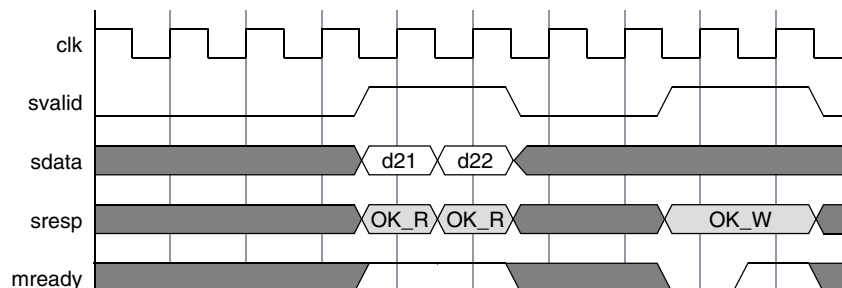 clk
svalid
sdata d21 d22
sresp OK_R OK_R OK_W
mready